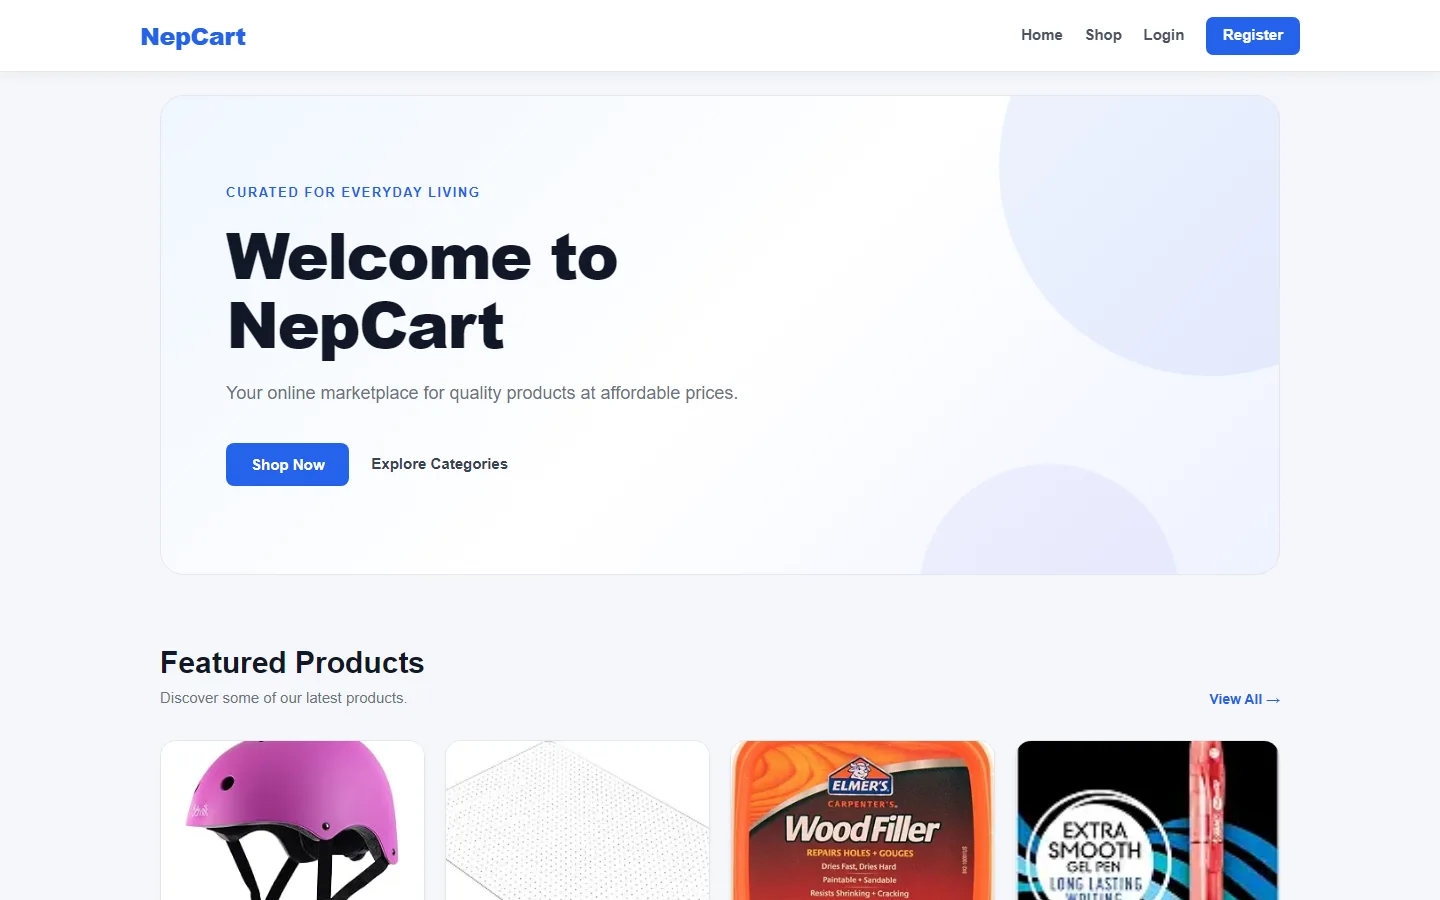 NepCart
Home
Shop
Login
Register
CURATED FOR EVERYDAY LIVING
Welcome to
NepCart
Your online marketplace for quality products at affordable prices.
Shop Now
Explore Categories
Featured Products
Discover some of our latest products.
View All →
ELMER'S
CARPENTER'S
Wood Filler
REPAIRS HOLES + GOUGES
Dries Fast, Dries Hard
Paintable • Sandable
Resists Shrinking + Cracking
EXTRA
SMOOTH
GEL PEN
LONG LASTING
WRITING